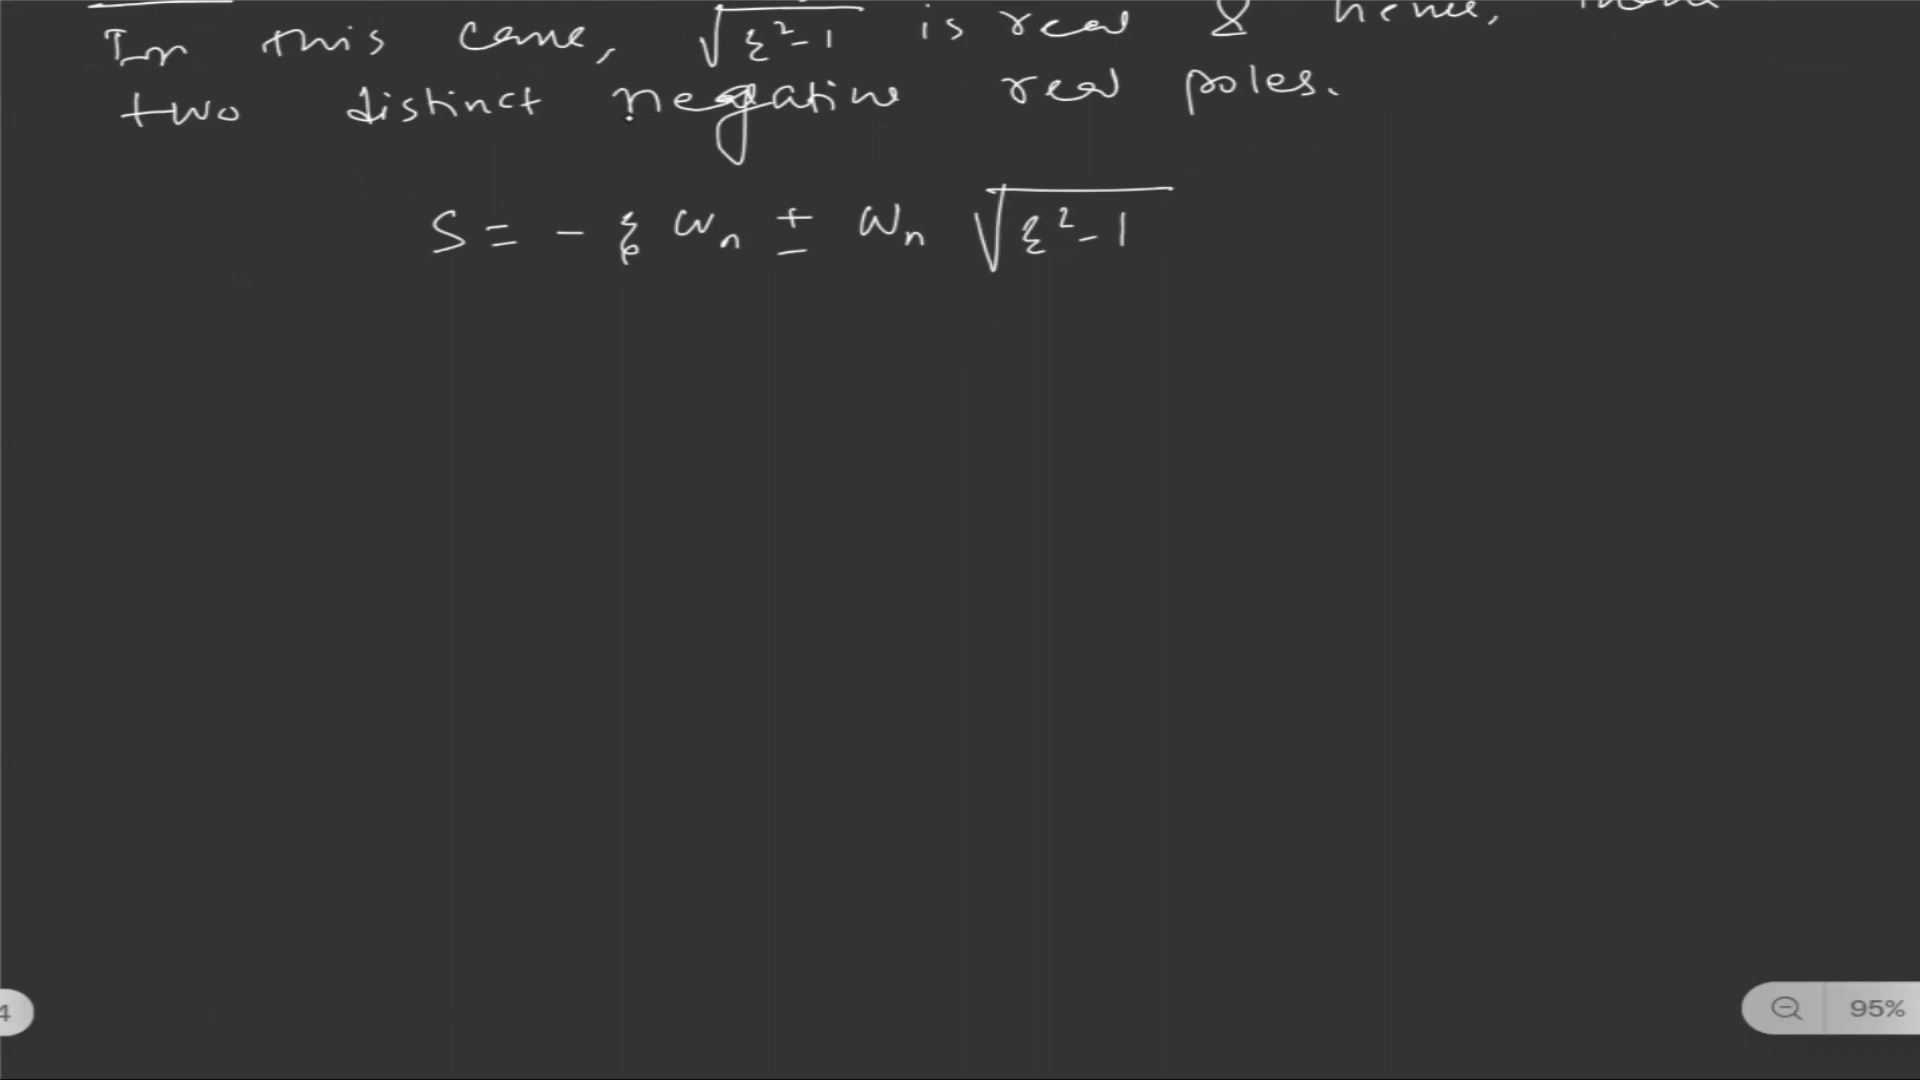 In this case, √ξ²-1 is real & hence,
two distinct negative real poles.
S = - ξ ωn ± ωn √ξ²-1
4
95%